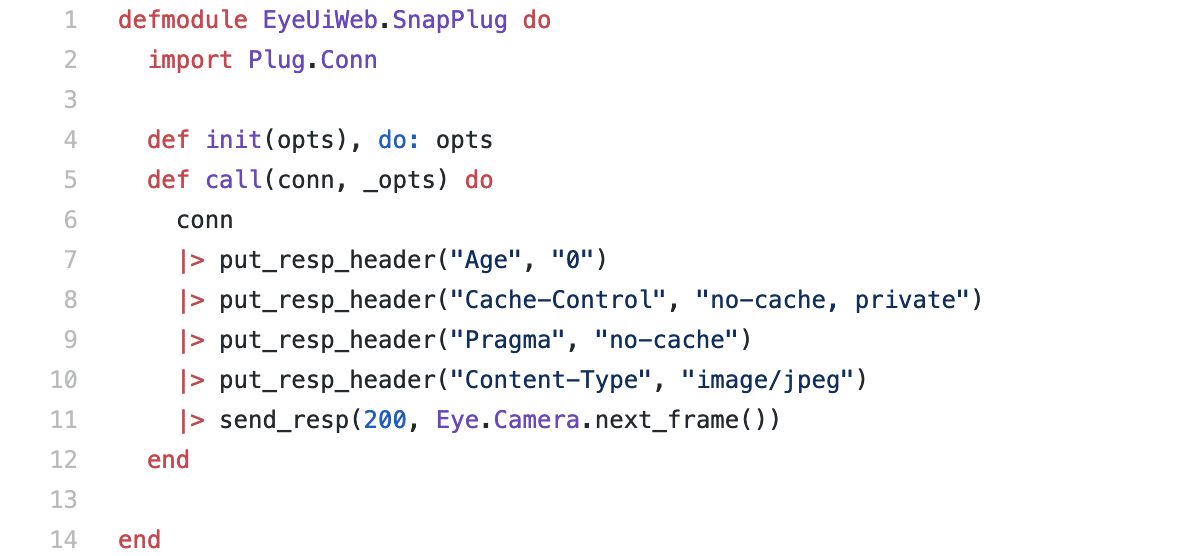 1 defmodule EyeUiWeb.SnapPlug do
2 import Plug.Conn
3
4 def init(opts), do: opts
5 def call(conn, _opts) do
6 conn
7 |> put_resp_header("Age", "0")
8 |> put_resp_header("Cache-Control", "no-cache, private")
9 |> put_resp_header("Pragma", "no-cache")
10 |> put_resp_header("Content-Type", "image/jpeg")
11 |> send_resp(200, Eye.Camera.next_frame())
12 end
13
14 end